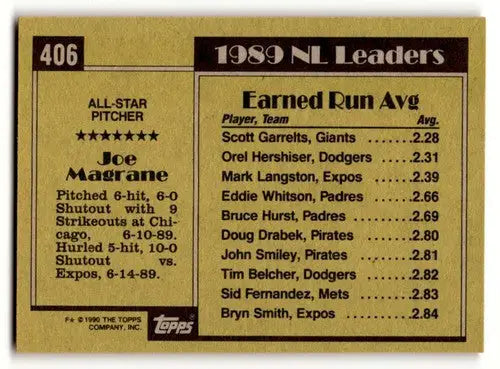 406
ALL-STAR
PITCHER
★★★★★★★
Joe
Magrane
Pitched 6-hit, 6-0
Shutout with 9
Strikeouts at Chi-
cago, 6-10-89.
Hurled 5-hit, 10-0
Shutout vs.
Expos, 6-14-89.
F★ © 1990 THE TOPPS
COMPANY, INC.
Topps
1989 NL Leaders
Earned Run Avg
Player, Team Avg.
Scott Garrelts, Giants ......2.28
Orel Hershiser, Dodgers ....2.31
Mark Langston, Expos ......2.39
Eddie Whitson, Padres .....2.66
Bruce Hurst, Padres ........2.69
Doug Drabek, Pirates ......2.80
John Smiley, Pirates ........2.81
Tim Belcher, Dodgers ......2.82
Sid Fernandez, Mets .......2.83
Bryn Smith, Expos .........2.84